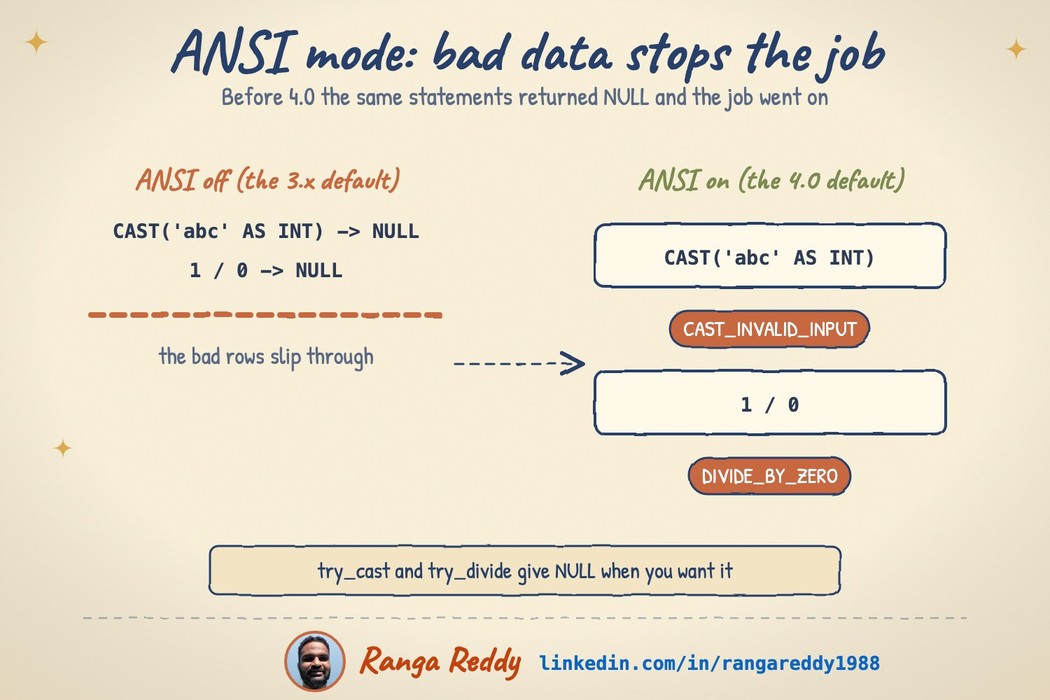 ANSI mode: bad data stops the job
Before 4.0 the same statements returned NULL and the job went on
ANSI off (the 3.x default)
CAST('abc' AS INT) -> NULL
1 / 0 -> NULL
the bad rows slip through
ANSI on (the 4.0 default)
CAST('abc' AS INT)
CAST_INVALID_INPUT
1 / 0
DIVIDE_BY_ZERO
try_cast and try_divide give NULL when you want it
Ranga Reddy
linkedin.com/in/rangareddy1988